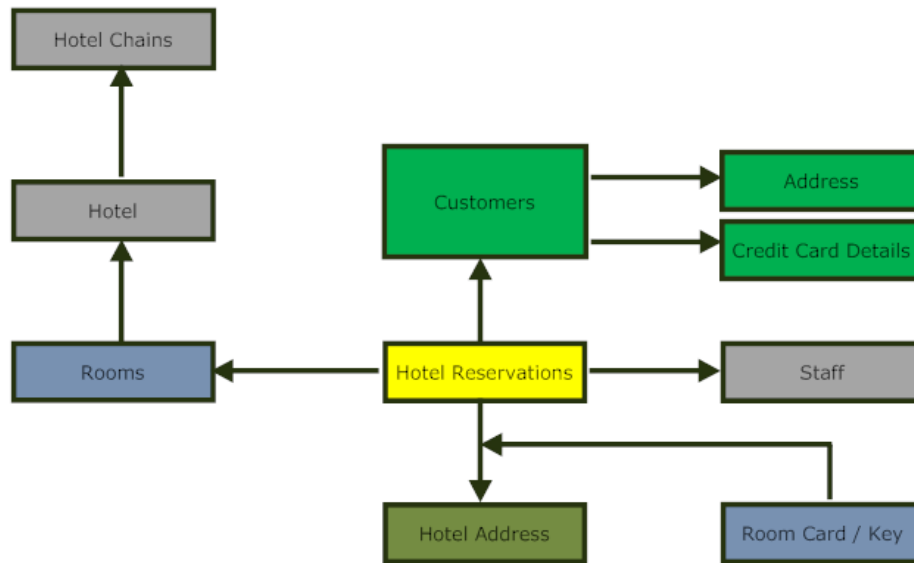 Hotel Chains
Customers
Address
Hotel
Credit Card Details
Rooms
Hotel Reservations
Staff
Hotel Address
Room Card / Key